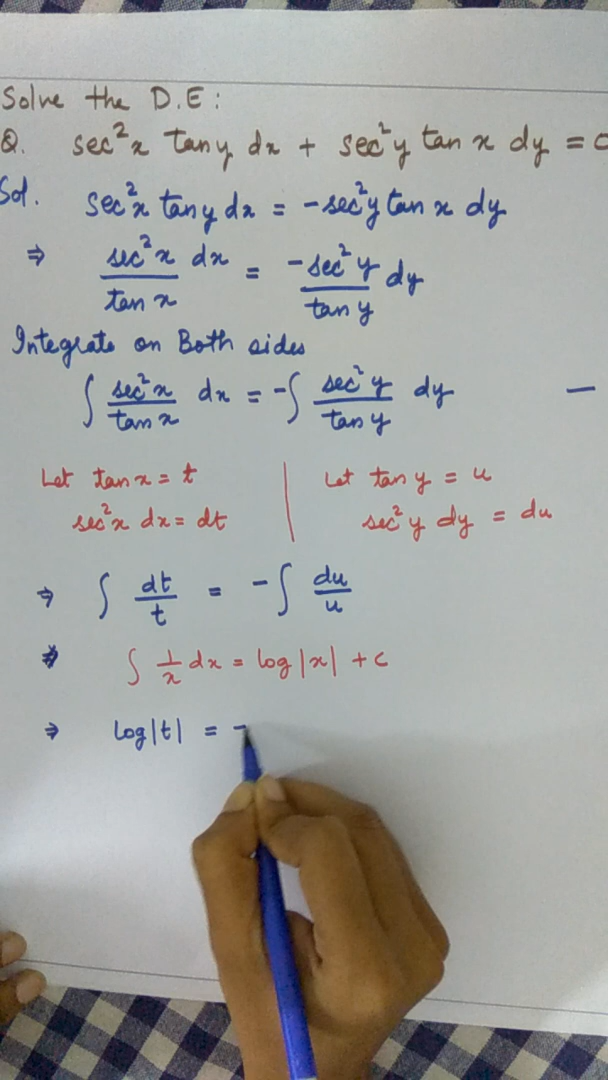 Solve the D.E :
Q. sec²x tany dx + sec²y tan x dy = 
Sol. sec²x tany dx = -sec²y tan x dy
⇒ sec²x/tan x dx = -sec²y/tan y dy
Integrate on Both sides
∫ sec²x/tan x dx = -∫ sec²y/tan y dy —
Let tan x = t | Let tan y = u
sec²x dx = dt | sec²y dy = du
⇒ ∫ dt/t = -∫ du/u
∫ 1/x dx = log|x| + c
⇒ log|t| = -